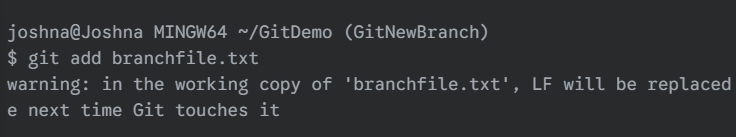 joshna@Joshna MINGW64 ~/GitDemo (GitNewBranch)
$ git add branchfile.txt
warning: in the working copy of 'branchfile.txt', LF will be replaced
e next time Git touches it